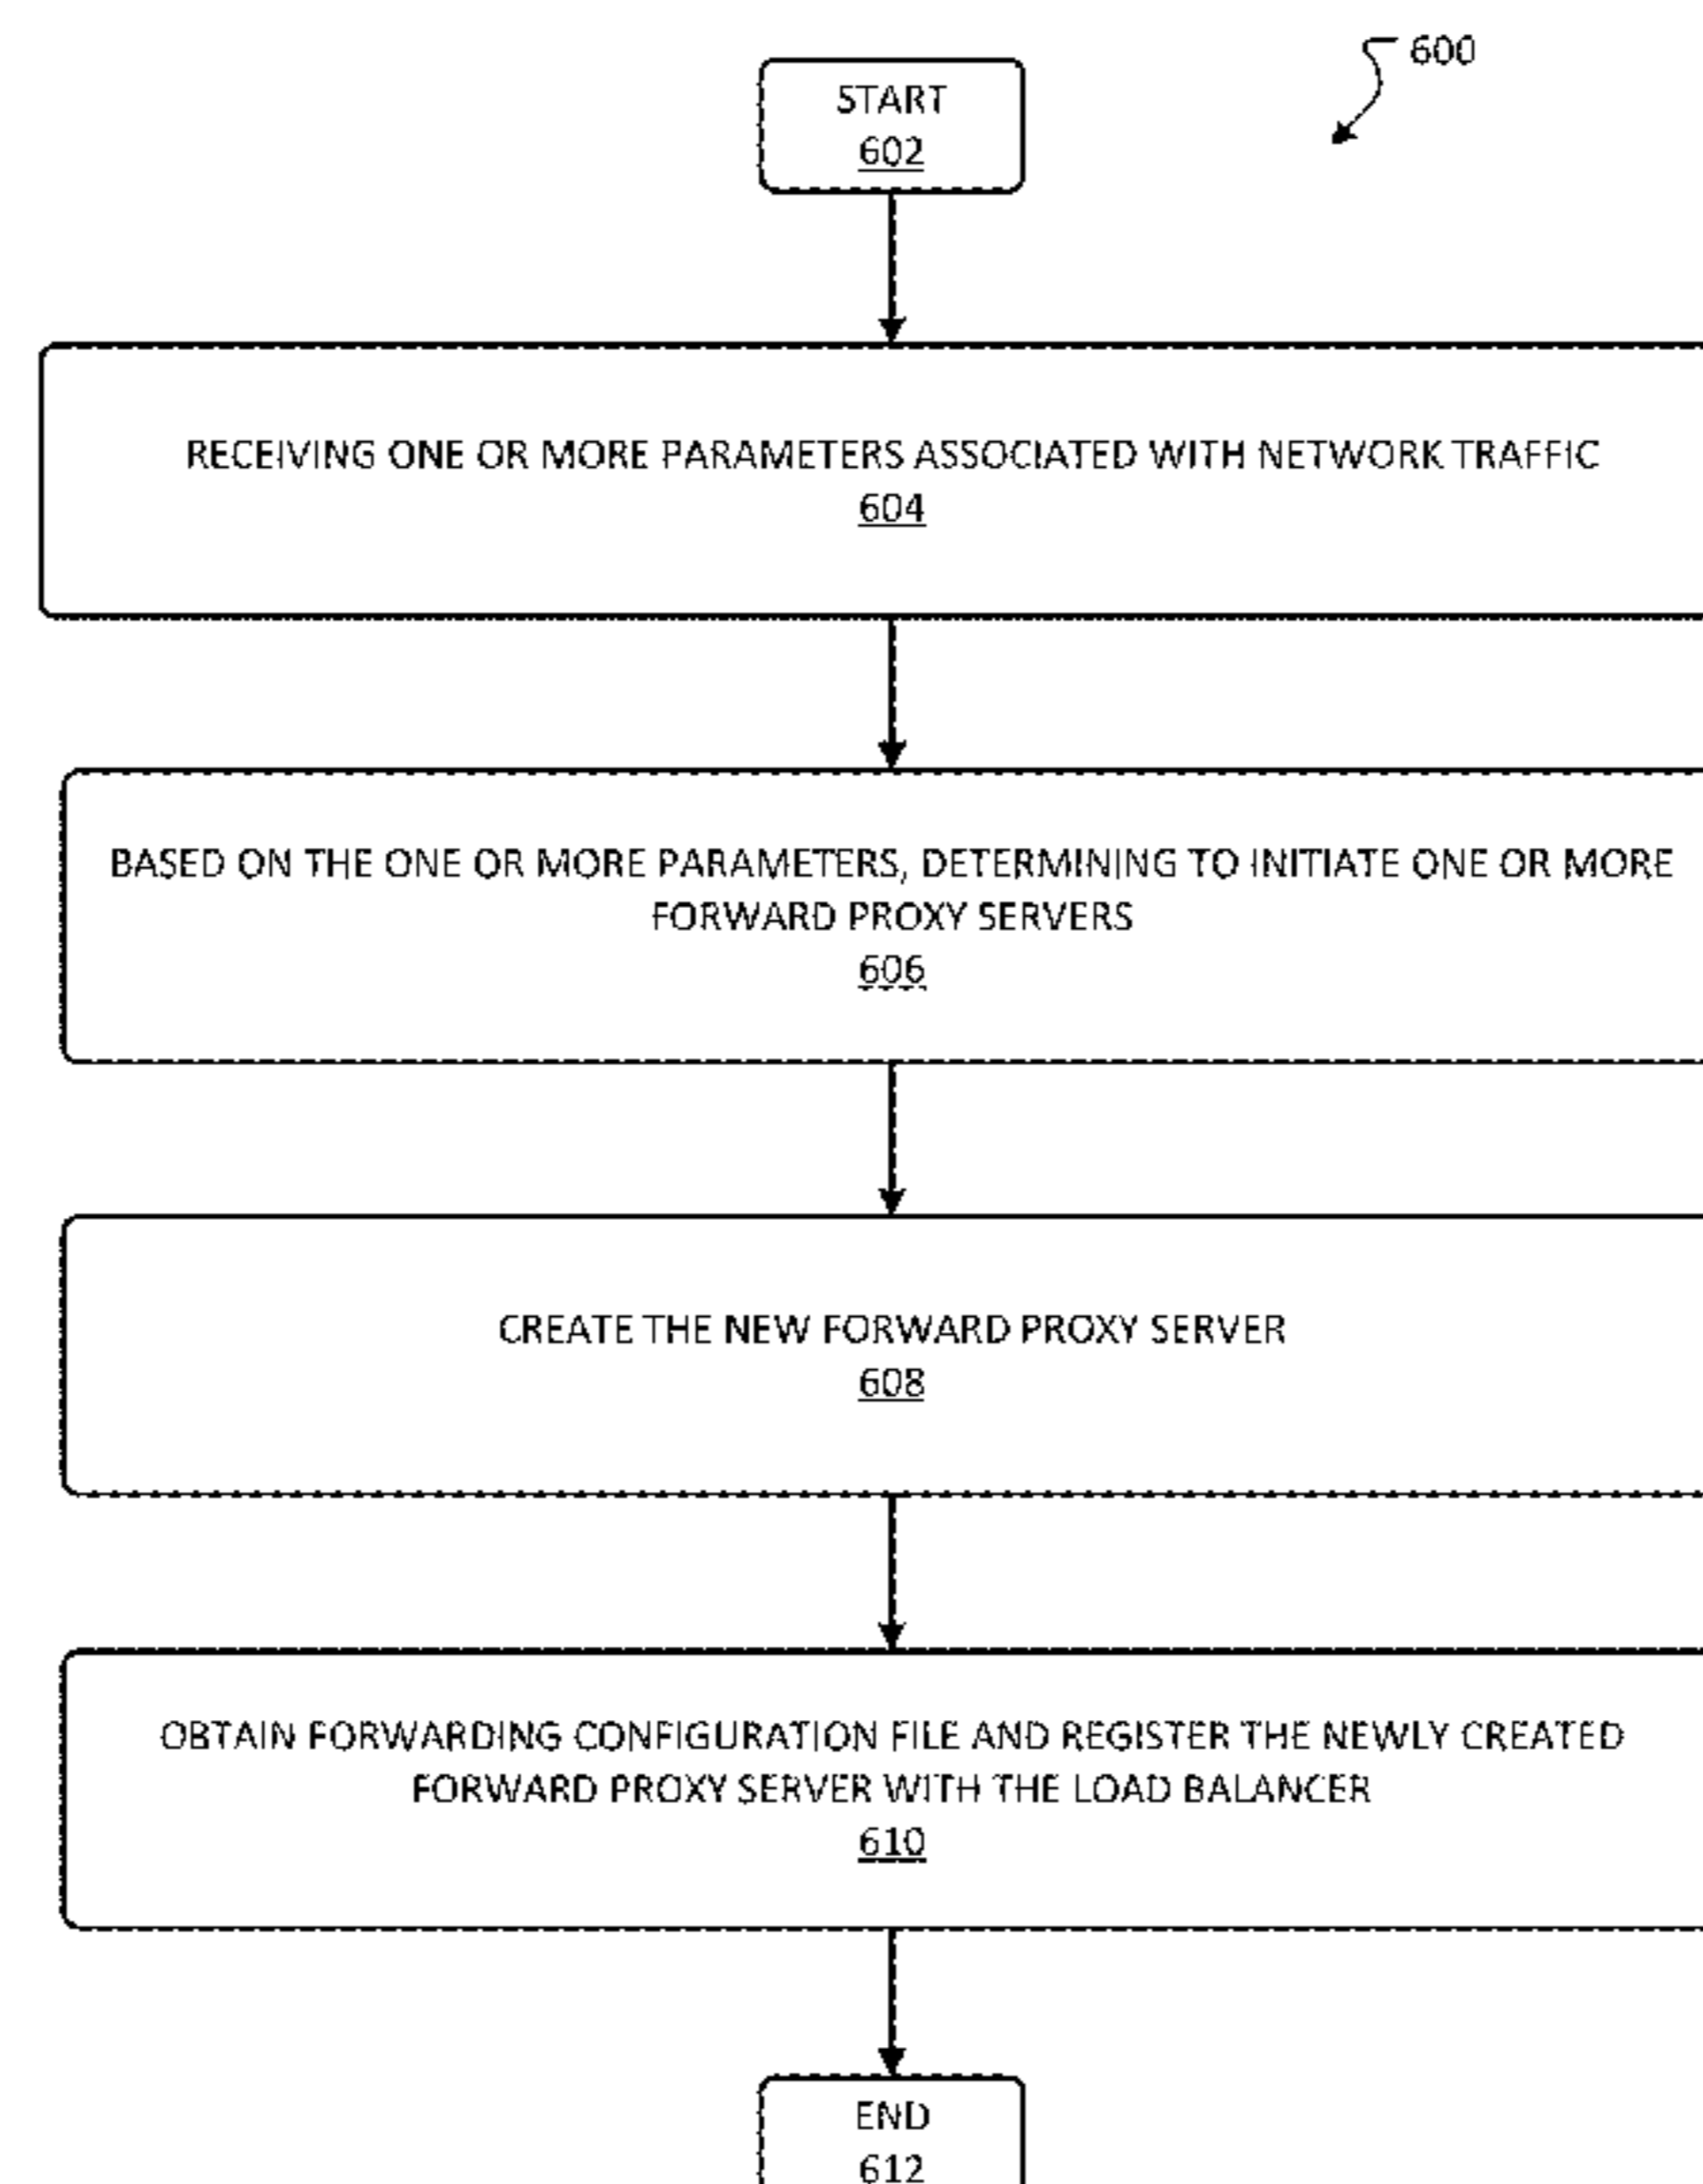 600
START
602
RECEIVING ONE OR MORE PARAMETERS ASSOCIATED WITH NETWORK TRAFFIC
604
BASED ON THE ONE OR MORE PARAMETERS, DETERMINING TO INITIATE ONE OR MORE
FORWARD PROXY SERVERS
606
CREATE THE NEW FORWARD PROXY SERVER
608
OBTAIN FORWARDING CONFIGURATION FILE AND REGISTER THE NEWLY CREATED
FORWARD PROXY SERVER WITH THE LOAD BALANCER
610
END
612